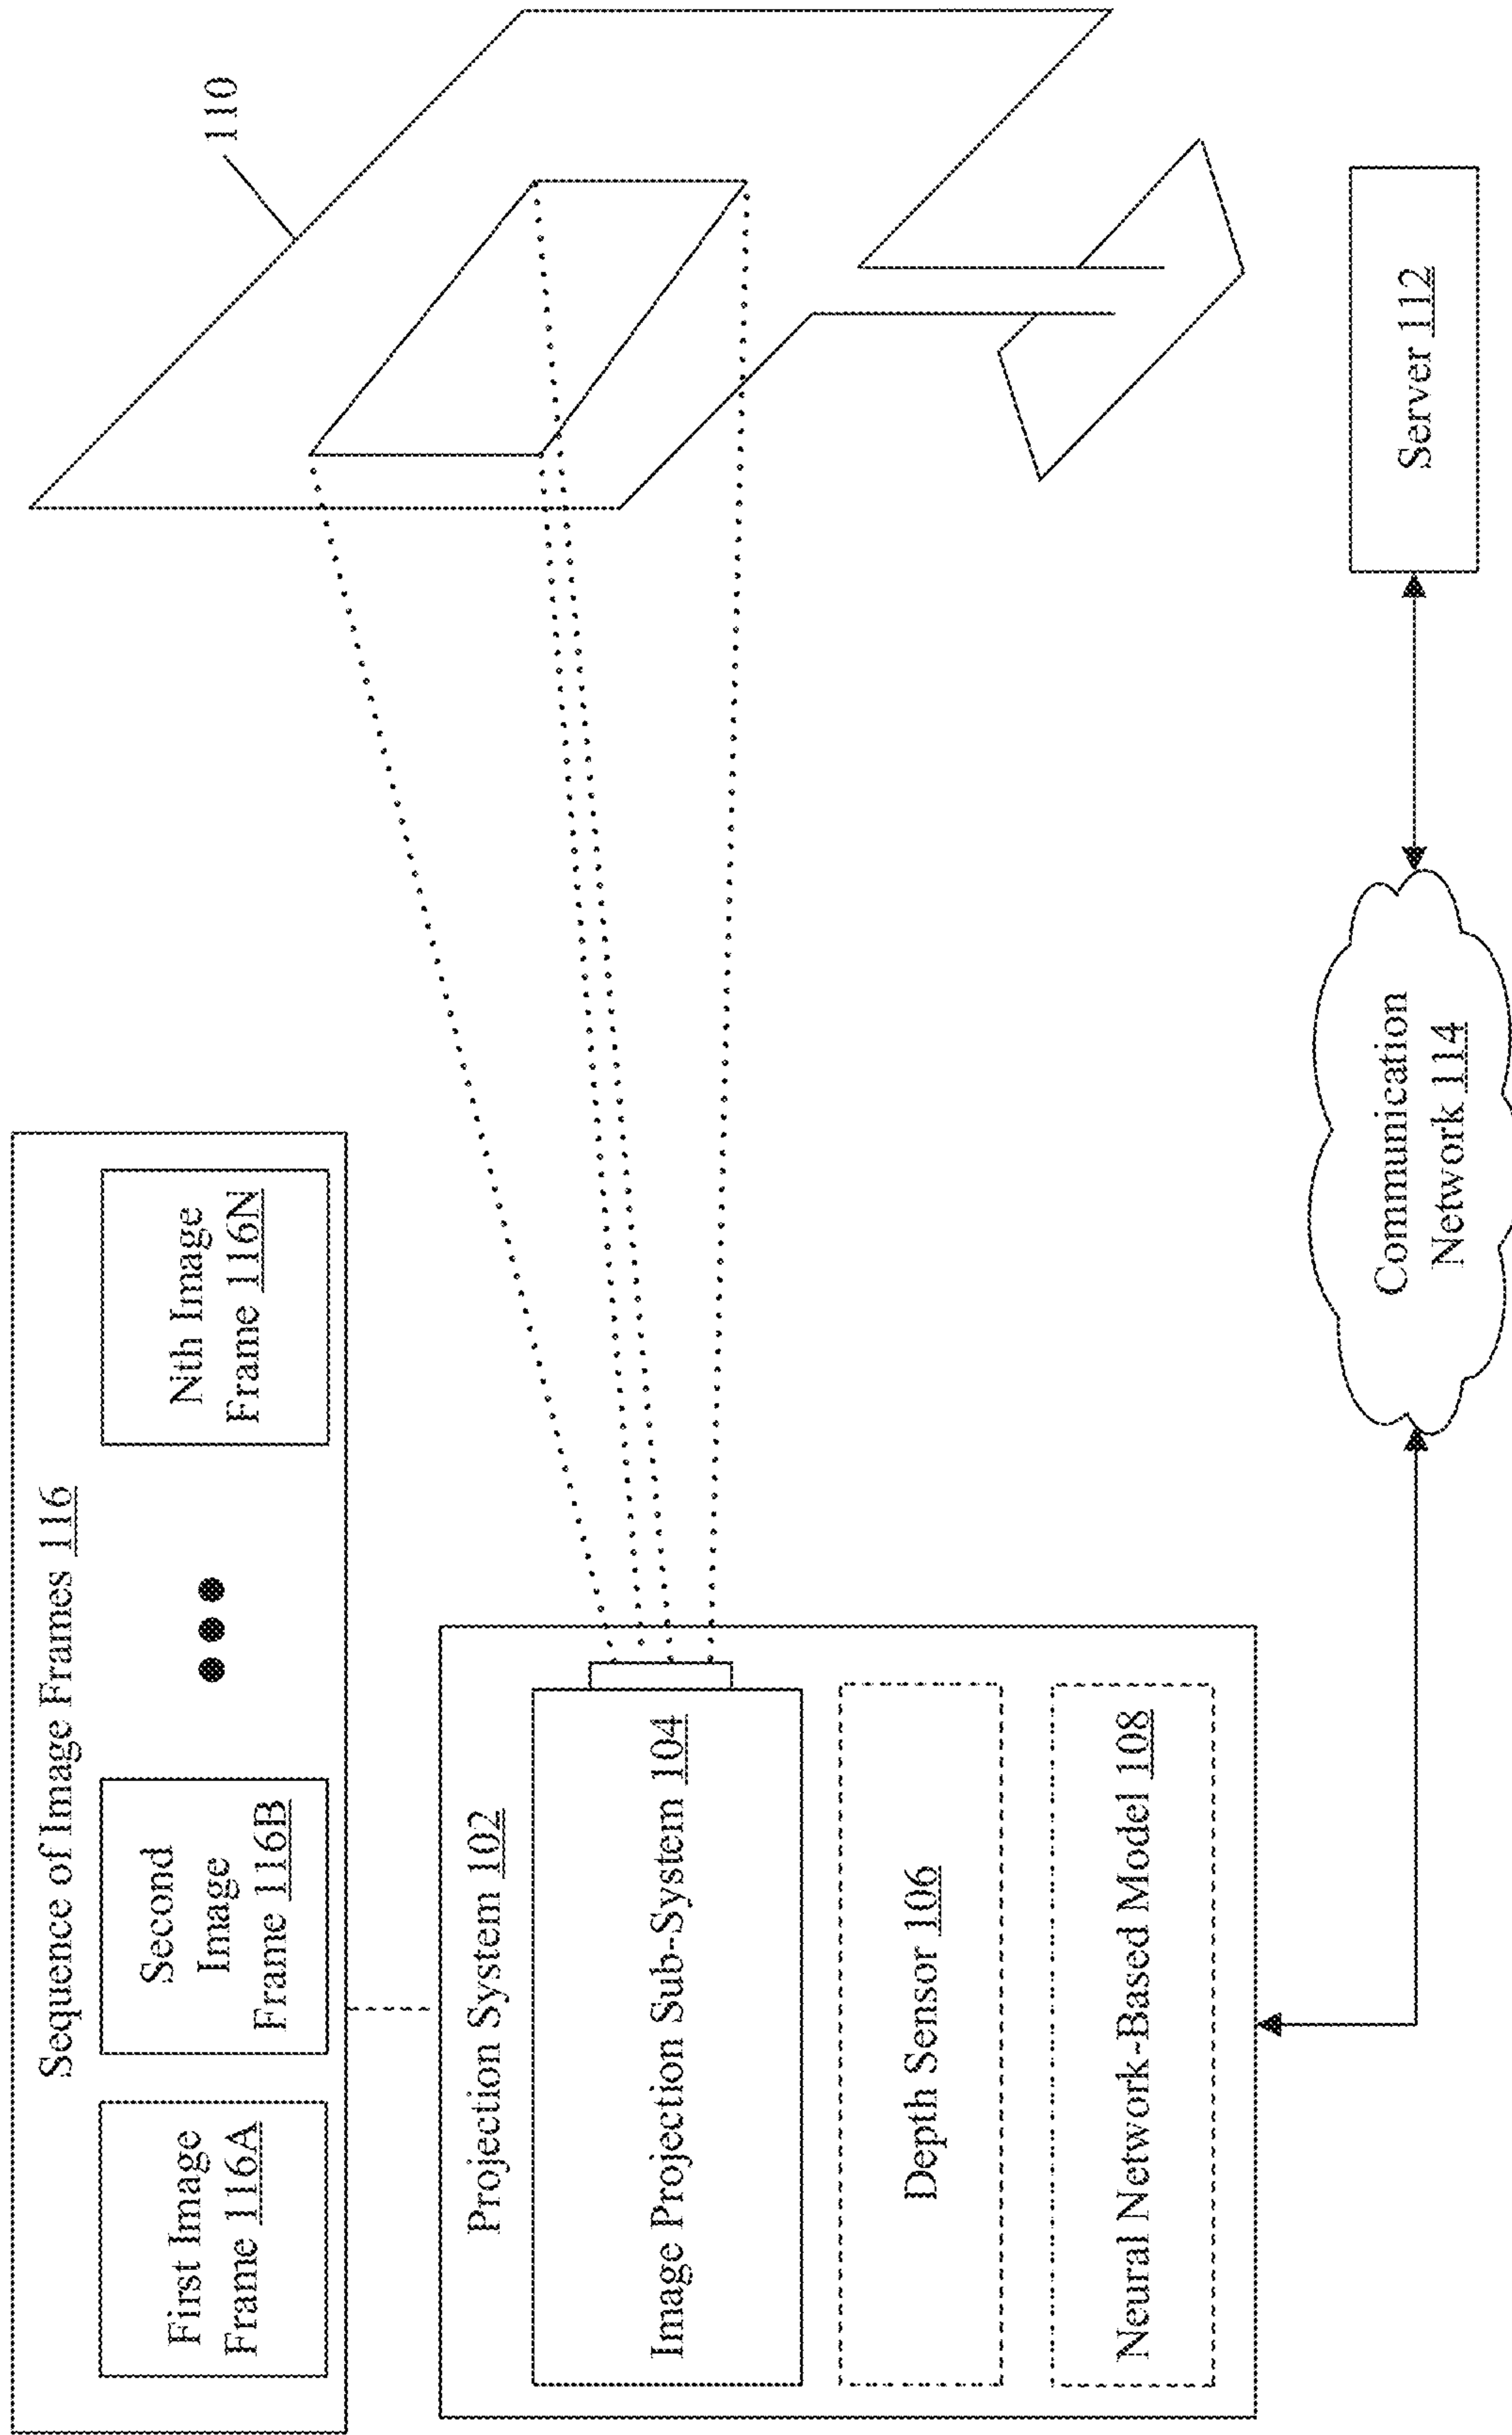 Sequence of Image Frames 116
First Image
Frame 116A
Second
Image
Frame 116B
Nth Image
Frame 116N
Projection System 102
Image Projection Sub-System 104
Depth Sensor 106
Neural Network-Based Model 108
110
Communication
Network 114
Server 112